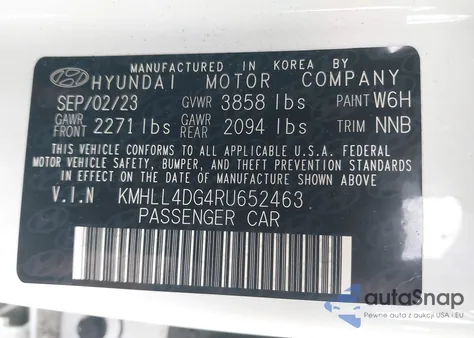 MANUFACTURED IN KOREA BY
HYUNDAI MOTOR COMPANY
SEP/02/23 GVWR 3858 lbs PAINT W6H
GAWR FRONT 2271 lbs GAWR REAR 2094 lbs TRIM NNB
THIS VEHICLE CONFORMS TO ALL APPLICABLE U.S.A. FEDERAL
MOTOR VEHICLE SAFETY, BUMPER, AND THEFT PREVENTION
STANDARDS IN EFFECT ON THE DATE OF MANUFACTURE
SHOWN ABOVE.
V.I.N KMHLL4DG4RU652463
PASSENGER CAR
autaSnap
Pewne auta z aukcji USA i EU